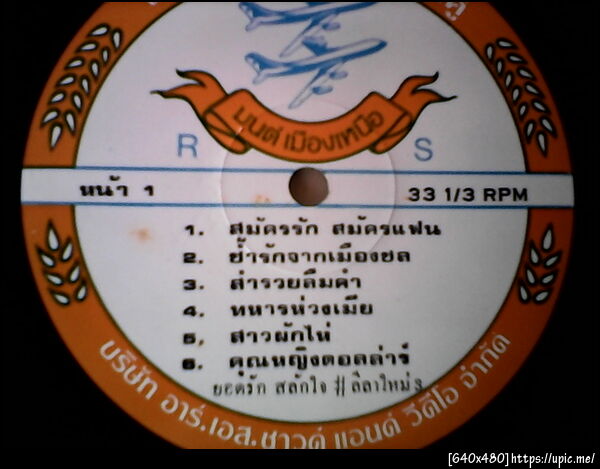 มนต์เมืองเหนือ
R S
หน้า 1 33 1/3 RPM
1. สมัครรัก สมัครแฟน
2. ช้ำรักจากเมืองชล
3. สำรวยลืมคำ
4. ทหารห่วงเมีย
5. สาวผักไห่
6. คุณหญิงดอลล่าร์
ยอดรัก สลักใจ # ลีลาใหม่ 3
บริษัท อาร์.เอส.ซาวด์ แอนด์ วีดีโอ จำกัด
[640x480]https://upic.me/